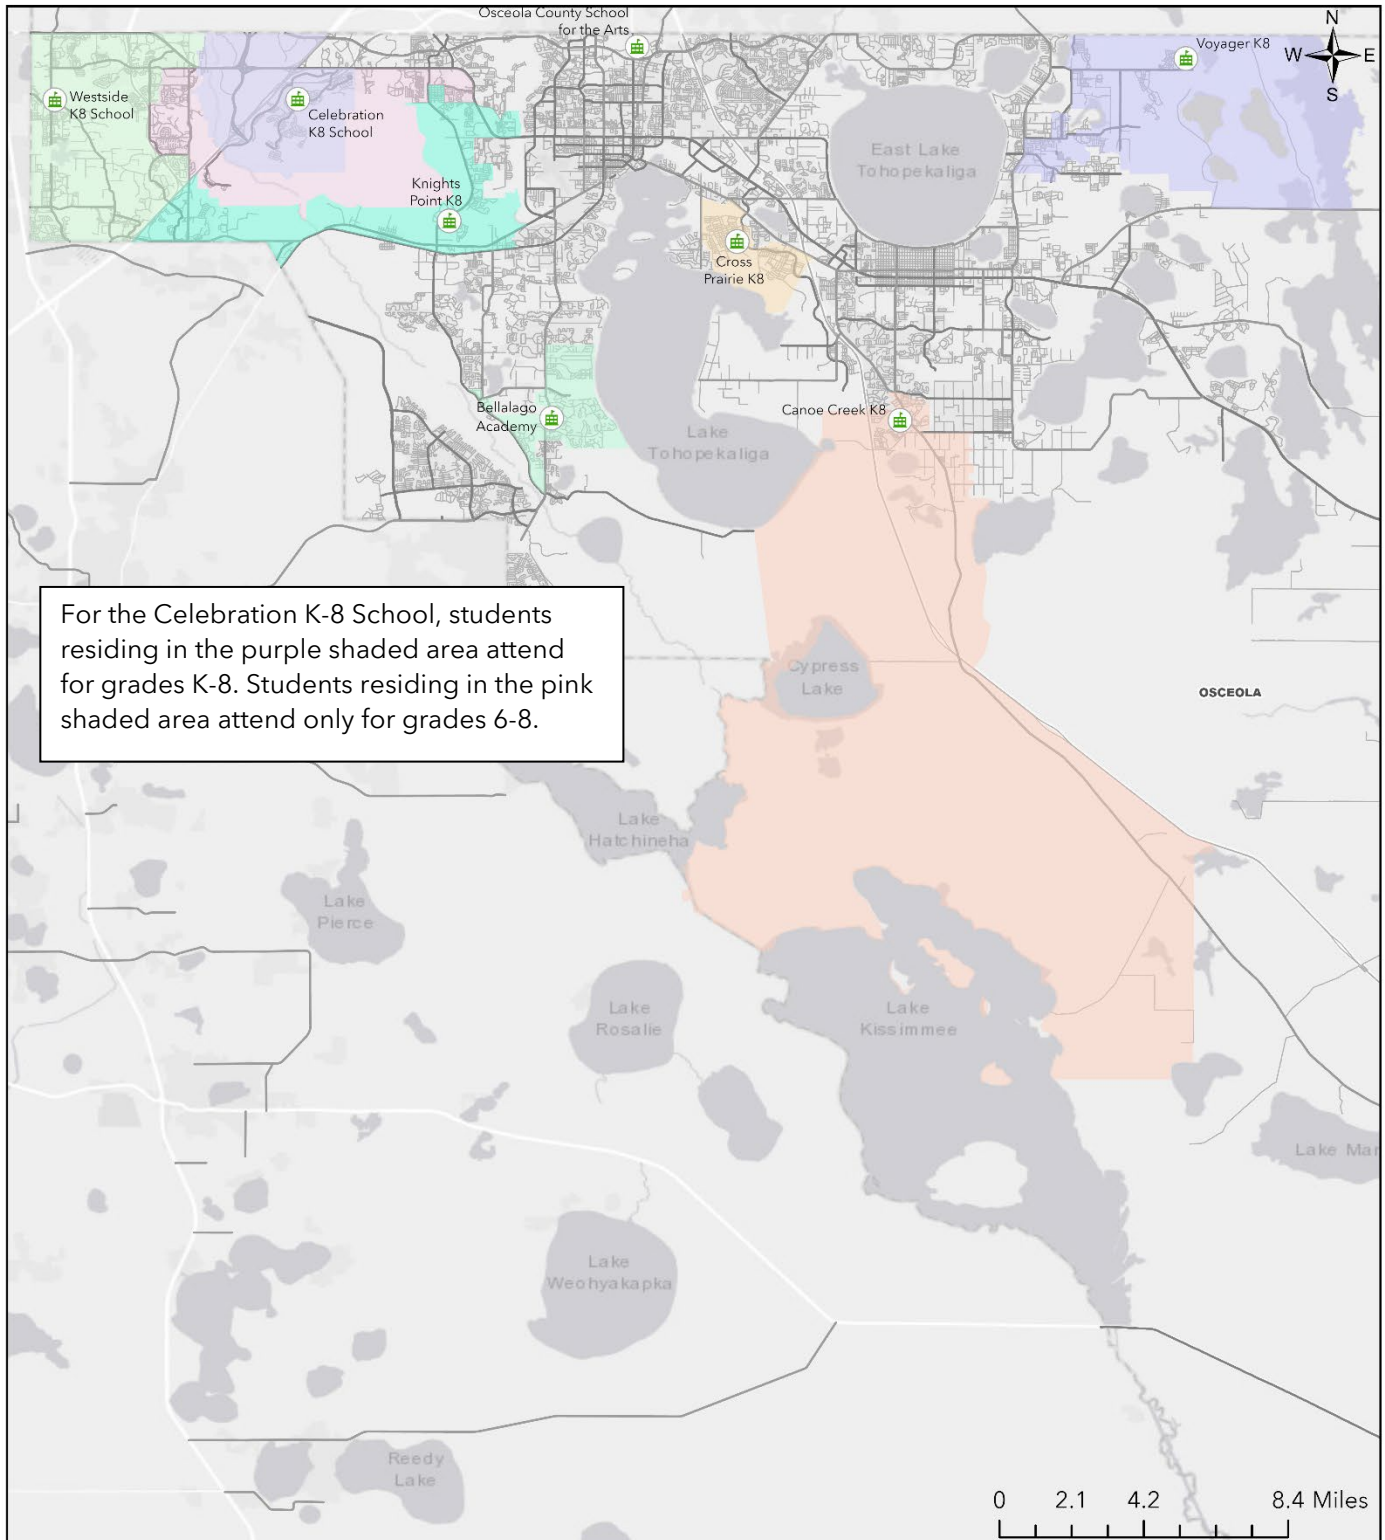 Osceola County School
for the Arts
N
W
E
S
Voyager K8
Westside
K8 School
Celebration
K8 School
East Lake
Tohopekaliga
Knights
Point K8
Cross
Prairie K8
Bellalago
Academy
Canoe Creek K8
Lake
Tohopekaliga
For the Celebration K-8 School, students
residing in the purple shaded area attend
for grades K-8. Students residing in the pink
shaded area attend only for grades 6-8.
Cypress
Lake
OSCEOLA
Lake
Hatchineha
Lake
Pierce
Lake
Rosalie
Lake
Kissimmee
Lake Mar
Lake
Weohyakapka
Reedy
Lake
0 2.1 4.2 8.4 Miles